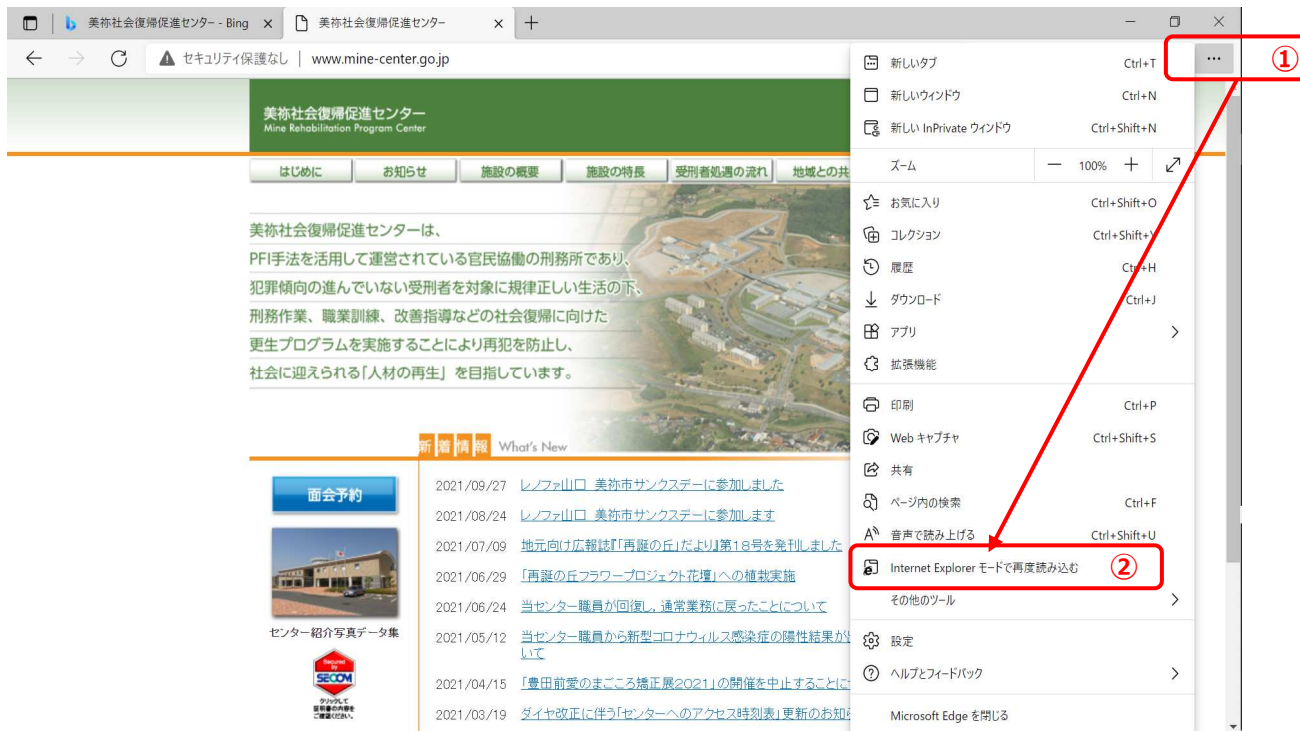 美祢社会復帰促進センター - Bing
美祢社会復帰促進センター
セキュリティ保護なし
www.mine-center.go.jp
①
美祢社会復帰促進センター
Mine Rehabilitation Program Center
はじめに
お知らせ
施設の概要
施設の特長
受刑者処遇の流れ
地域との共
美祢社会復帰促進センターは、
PFI手法を活用して運営されている官民協働の刑務所であり、
犯罪傾向の進んでいない受刑者を対象に規律正しい生活の下、
刑務作業、職業訓練、改善指導などの社会復帰に向けた
更生プログラムを実施することにより再犯を防止し、
社会に迎えられる「人材の再生」を目指しています。
新着情報 What's New
面会予約
センター紹介写真データ集
Secured
by
SECOM
クリックして
証明書の内容を
ご確認ください。
2021/09/27 レノファ山口 美祢市サンクスデーに参加しました
2021/08/24 レノファ山口 美祢市サンクスデーに参加します
2021/07/09 地元向け広報誌『「再誕の丘」だより』第18号を発刊しました
2021/06/29 「再誕の丘フラワープロジェクト花壇」への植栽実施
2021/06/24 当センター職員が回復し，通常業務に戻ったことについて
2021/05/12 当センター職員から新型コロナウィルス感染症の陽性結果が
いて
2021/04/15 「豊田前愛のまごころ矯正展2021」の開催を中止することに
2021/03/19 ダイヤ改正に伴う「センターへのアクセス時刻表」更新のお知
新しいタブ Ctrl+T
新しいウィンドウ Ctrl+N
新しい InPrivate ウィンドウ Ctrl+Shift+N
ズーム 100%
お気に入り Ctrl+Shift+O
コレクション Ctrl+Shift+Y
履歴 Ctrl+H
ダウンロード Ctrl+J
アプリ
拡張機能
印刷 Ctrl+P
Web キャプチャ Ctrl+Shift+S
共有
ページ内の検索 Ctrl+F
音声で読み上げる Ctrl+Shift+U
Internet Explorer モードで再度読み込む ②
その他のツール
設定
ヘルプとフィードバック
Microsoft Edge を閉じる